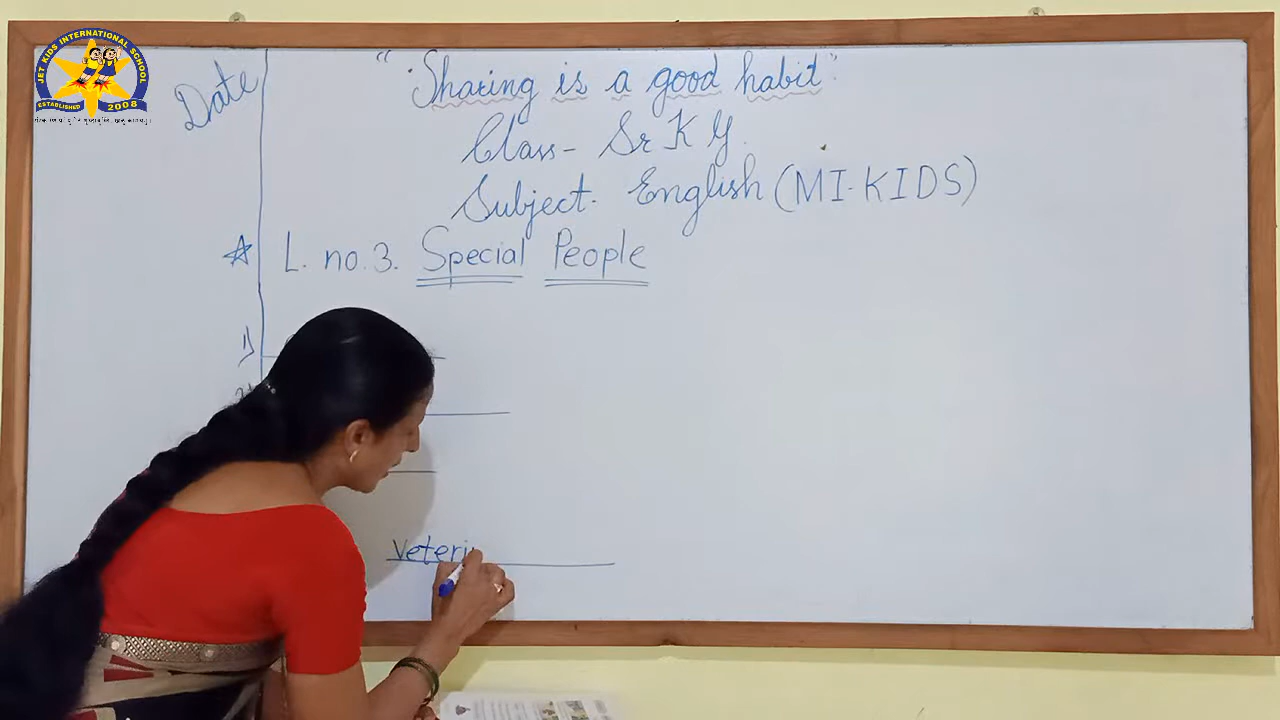 JET KIDS INTERNATIONAL SCHOOL
ESTABLISHED 2008
Date
" Sharing is a good habit"
Class - Sr K G.
Subject. English (MI-KIDS)
L. no. 3. Special People
1)
Veteri